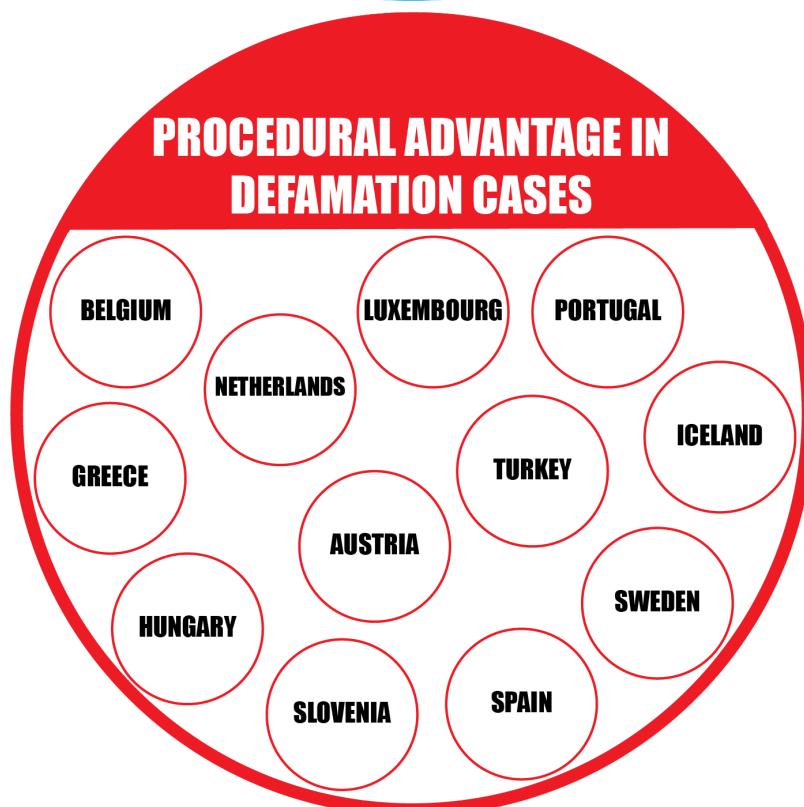 PROCEDURAL ADVANTAGE IN
DEFAMATION CASES
BELGIUM
LUXEMBOURG
PORTUGAL
NETHERLANDS
ICELAND
GREECE
TURKEY
AUSTRIA
SWEDEN
HUNGARY
SLOVENIA
SPAIN